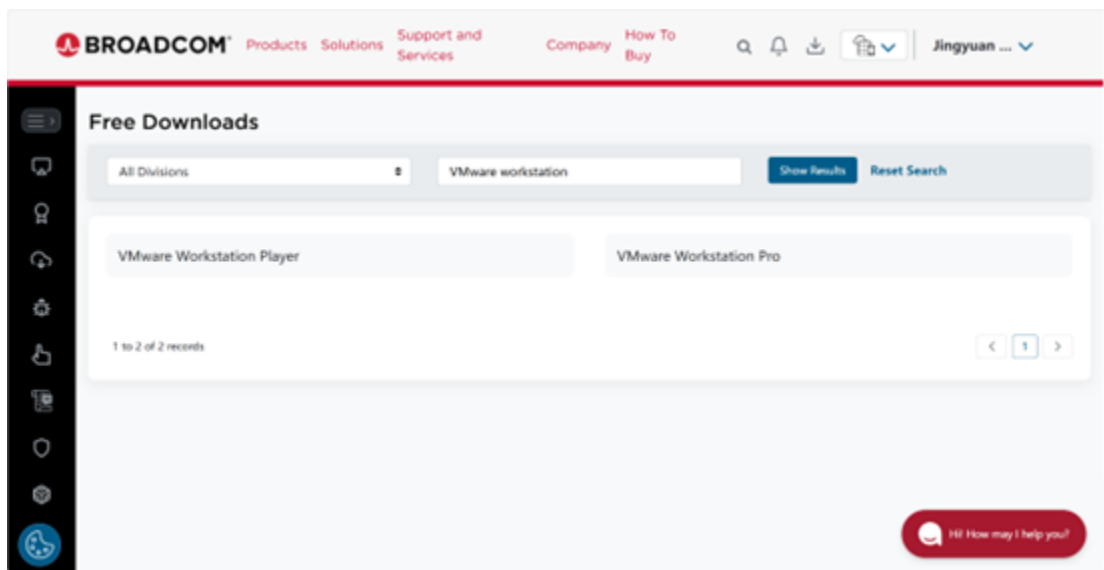 BROADCOM®
Products Solutions Support and Services Company How To Buy
Jingyuan ...
Free Downloads
All Divisions
VMware workstation
Show Results
Reset Search
VMware Workstation Player
VMware Workstation Pro
1 to 2 of 2 records
1
Hi! How may I help you?